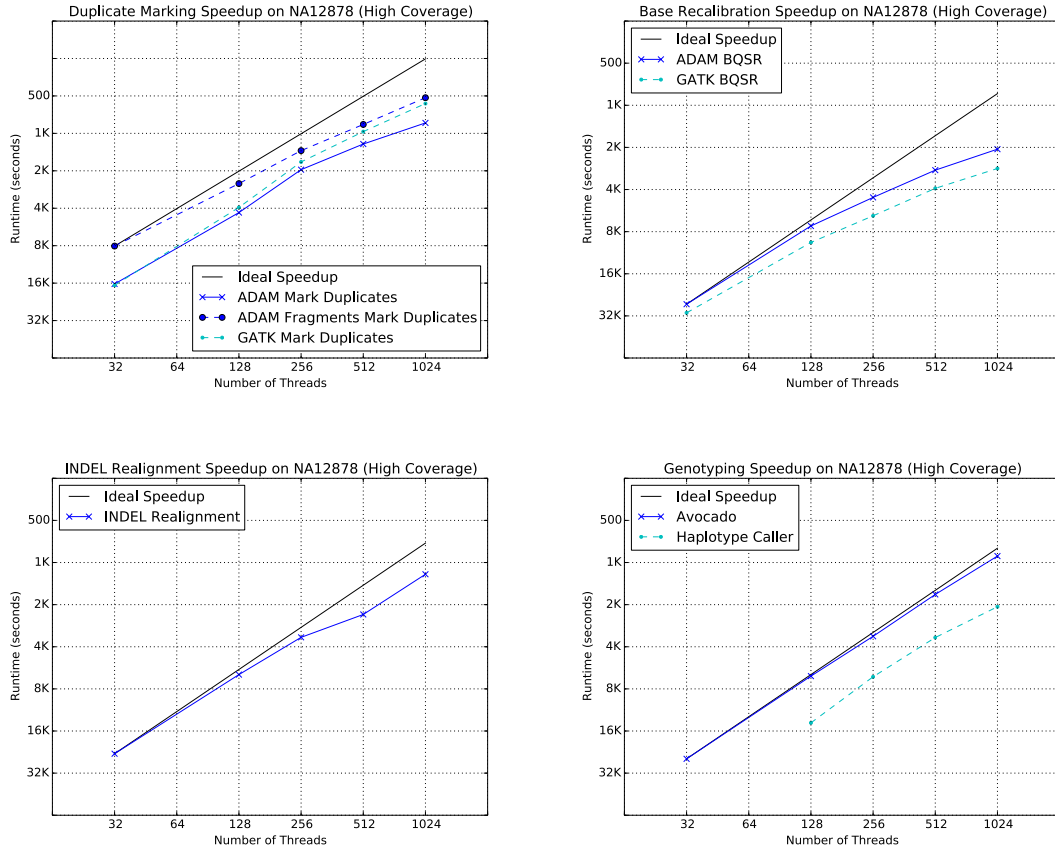 Duplicate Marking Speedup on NA12878 (High Coverage)
Runtime (seconds)
500
1K
2K
4K
8K
16K
32K
Ideal Speedup
ADAM Mark Duplicates
ADAM Fragments Mark Duplicates
GATK Mark Duplicates
32 64 128 256 512 1024
Number of Threads
Base Recalibration Speedup on NA12878 (High Coverage)
Ideal Speedup
ADAM BQSR
GATK BQSR
Runtime (seconds)
500
1K
2K
4K
8K
16K
32K
32 64 128 256 512 1024
Number of Threads
INDEL Realignment Speedup on NA12878 (High Coverage)
Ideal Speedup
INDEL Realignment
Runtime (seconds)
500
1K
2K
4K
8K
16K
32K
32 64 128 256 512 1024
Number of Threads
Genotyping Speedup on NA12878 (High Coverage)
Ideal Speedup
Avocado
Haplotype Caller
Runtime (seconds)
500
1K
2K
4K
8K
16K
32K
32 64 128 256 512 1024
Number of Threads